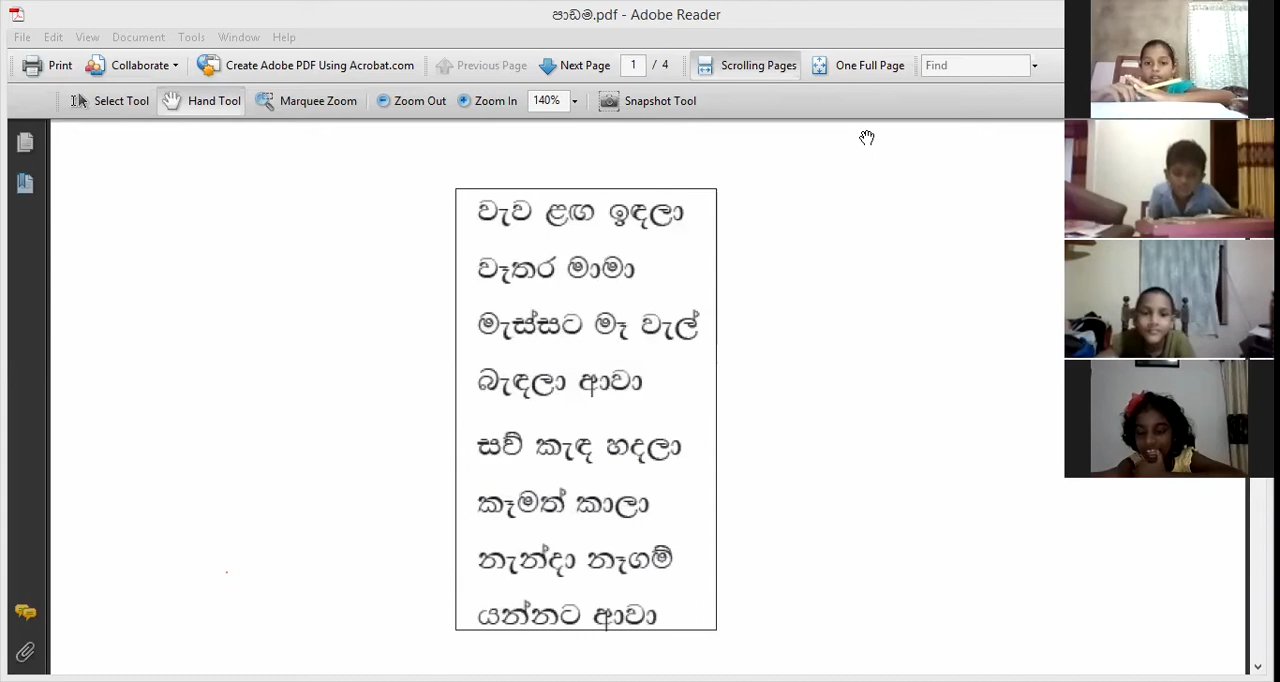 පාඩම.pdf - Adobe Reader
File Edit View Document Tools Window Help
Print Collaborate Create Adobe PDF Using Acrobat.com Previous Page Next Page 1 / 4 Scrolling Pages One Full Page Find
Select Tool Hand Tool Marquee Zoom Zoom Out Zoom In 140% Snapshot Tool
වැව ළඟ ඉඳලා
වෑතර මාමා
මැස්සට මෑ වැල්
බැඳලා ආවා
සව් කැඳ හදලා
කෑමත් කාලා
නැන්දා නෑගම්
යන්නට ආවා